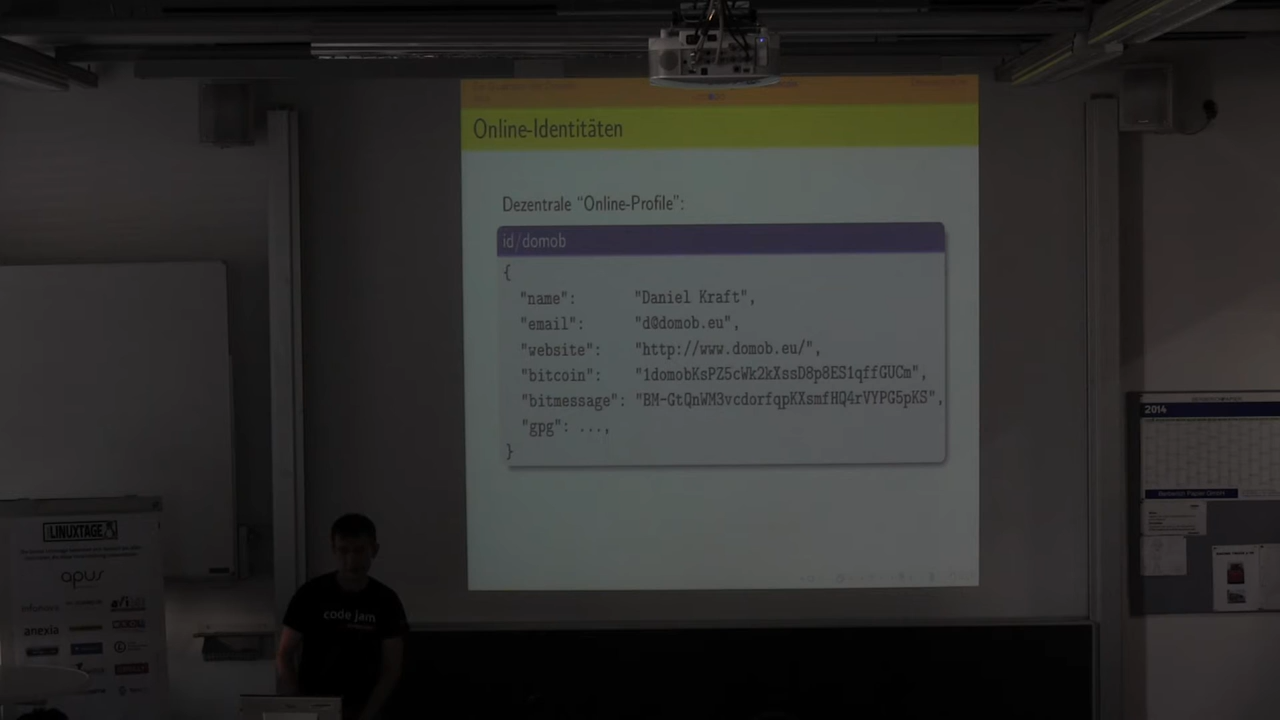 Online-Identitäten
Dezentrale “Online-Profile”:
id/domob
{
"name": "Daniel Kraft",
"email": "d@domob.eu",
"website": "http://www.domob.eu/",
"bitcoin": "1domobKsPZ5cWk2kXssD8p8ES1qffGUCm",
"bitmessage": "BM-GtQnWM3vcdorfqpKXsmfHQ4rVYPG5pKS",
"gpg": ...,
}
LINUXTAGE
apus
anexia
code jam
2014